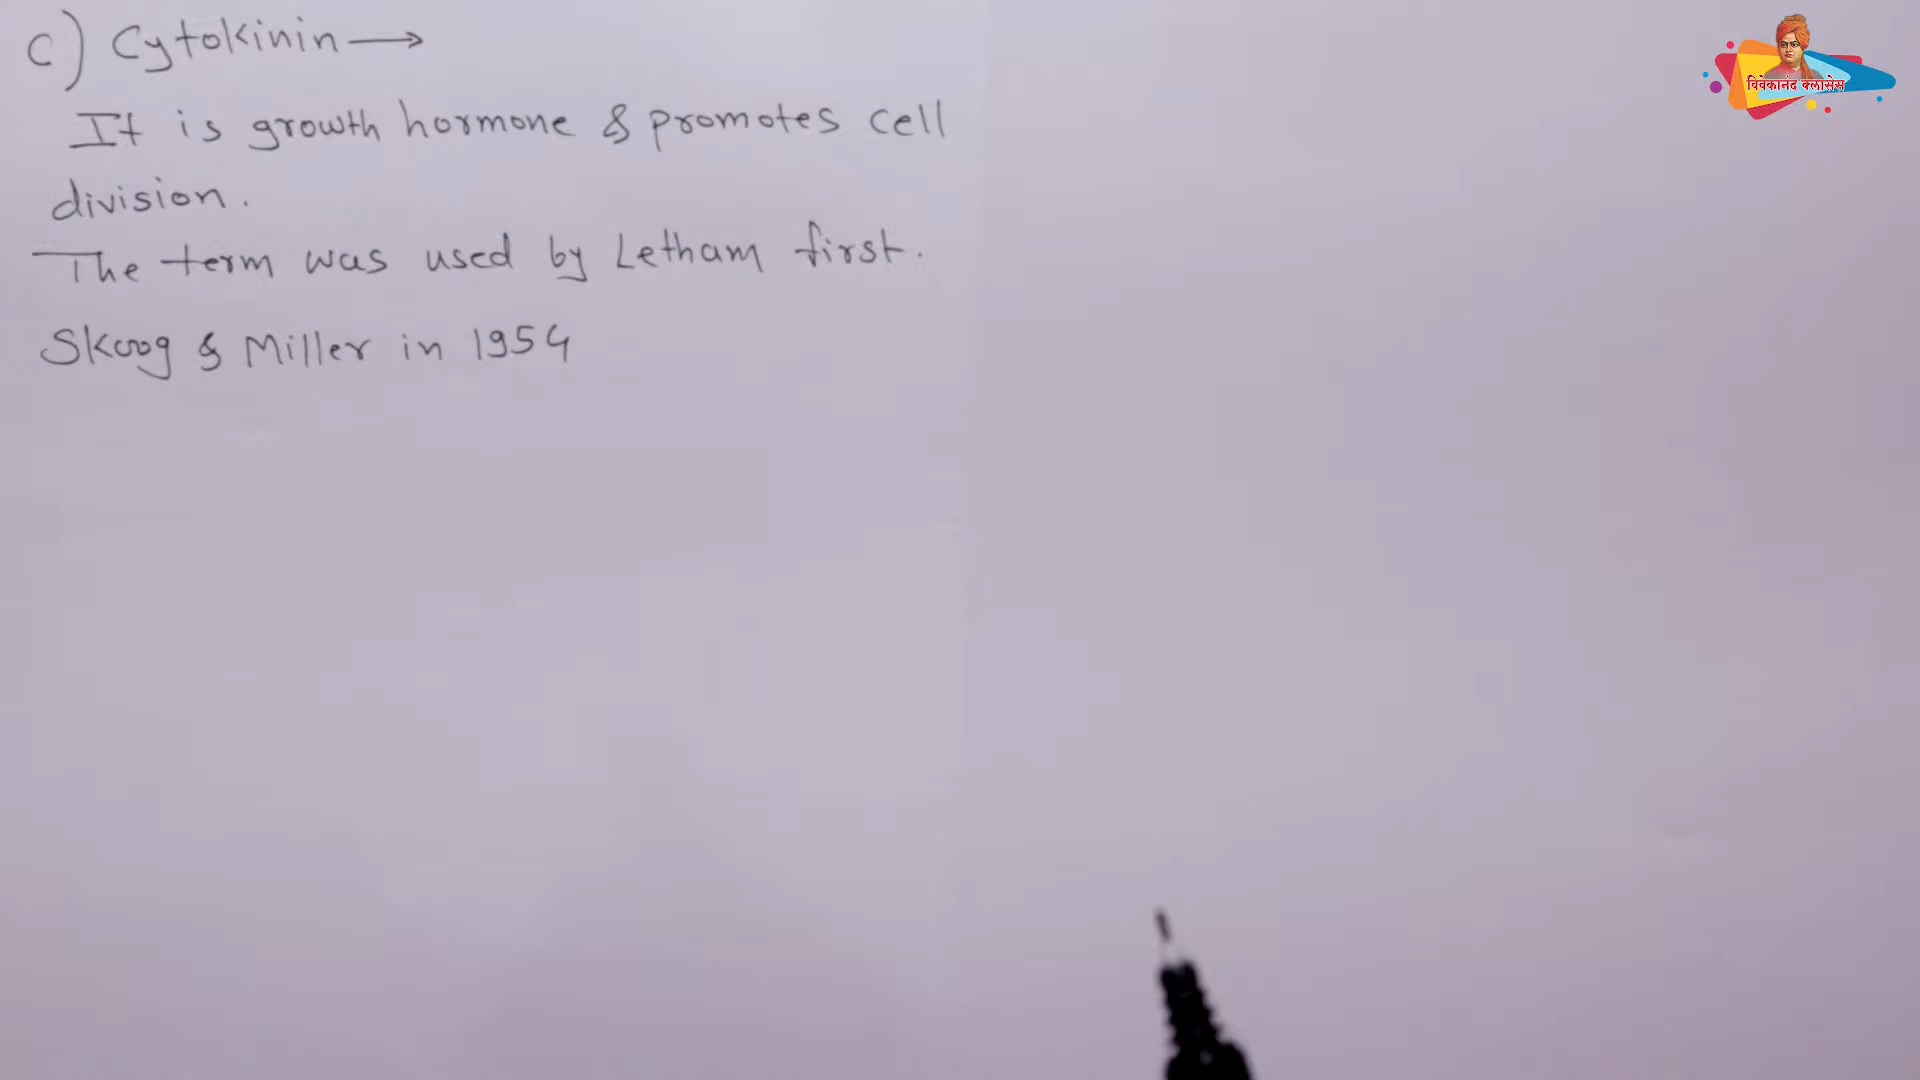 C) Cytokinin →
It is growth hormone & promotes cell
division.
The term was used by Letham first.
Skoog & Miller in 1954
विवेकानंद क्लासेस